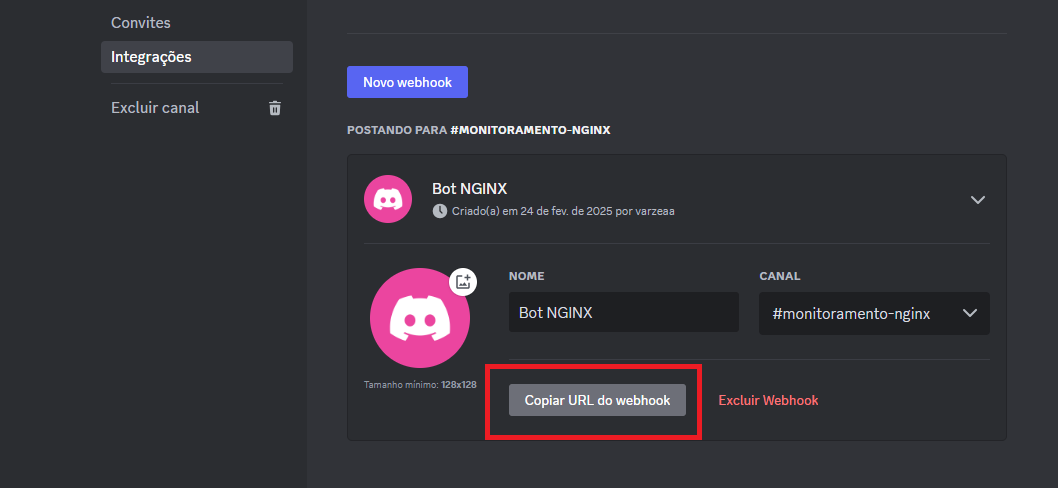 Convites
Integrações
Excluir canal
Novo webhook
POSTANDO PARA #MONITORAMENTO-NGINX
Bot NGINX
Criado(a) em 24 de fev. de 2025 por varzeaa
NOME
CANAL
Bot NGINX
#monitoramento-nginx
Tamanho mínimo: 128x128
Copiar URL do webhook
Excluir Webhook